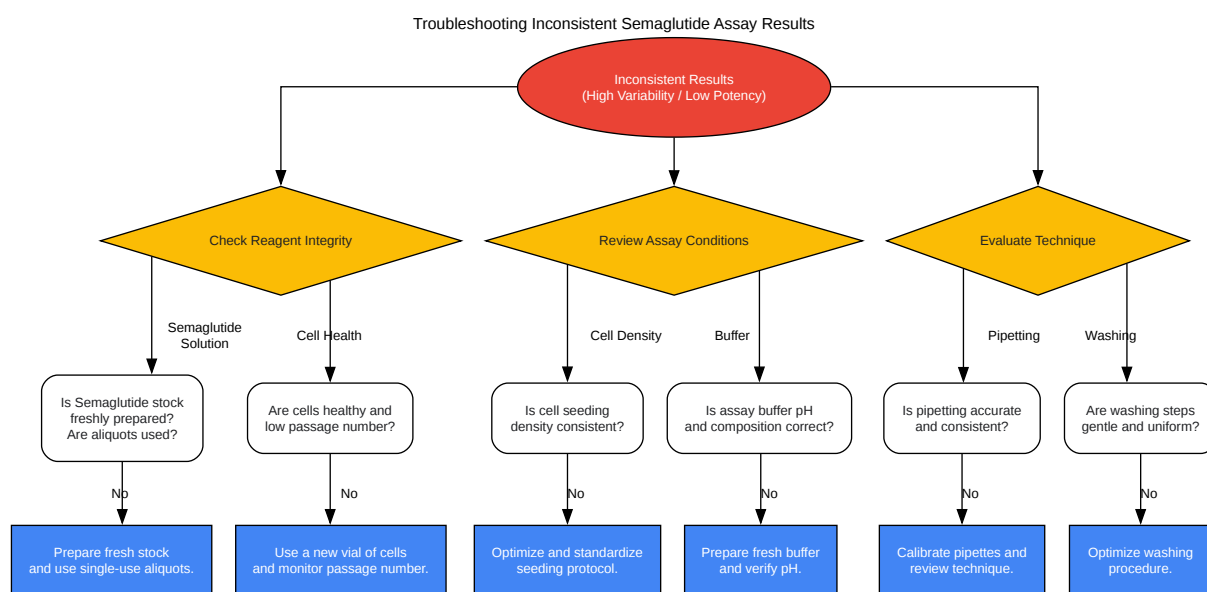 Troubleshooting Inconsistent Semaglutide Assay Results
Inconsistent Results
(High Variability / Low Potency)
Check Reagent Integrity
Review Assay Conditions
Evaluate Technique
Semaglutide
Solution
Cell Health
Cell Density
Buffer
Pipetting
Washing
Is Semaglutide stock
freshly prepared?
Are aliquots used?
Are cells healthy and
low passage number?
Is cell seeding
density consistent?
Is assay buffer pH
and composition correct?
Is pipetting accurate
and consistent?
Are washing steps
gentle and uniform?
No
No
No
No
No
No
Prepare fresh stock
and use single-use aliquots.
Use a new vial of cells
and monitor passage number.
Optimize and standardize
seeding protocol.
Prepare fresh buffer
and verify pH.
Calibrate pipettes and
review technique.
Optimize washing
procedure.